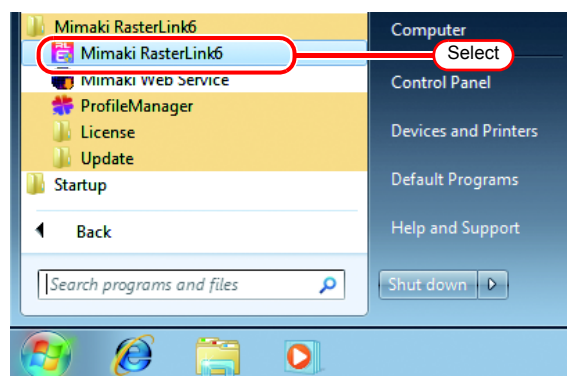 Mimaki RasterLink6
Mimaki RasterLink6
Mimaki Web Service
ProfileManager
License
Update
Startup
Back
Search programs and files
Computer
Select
Control Panel
Devices and Printers
Default Programs
Help and Support
Shut down